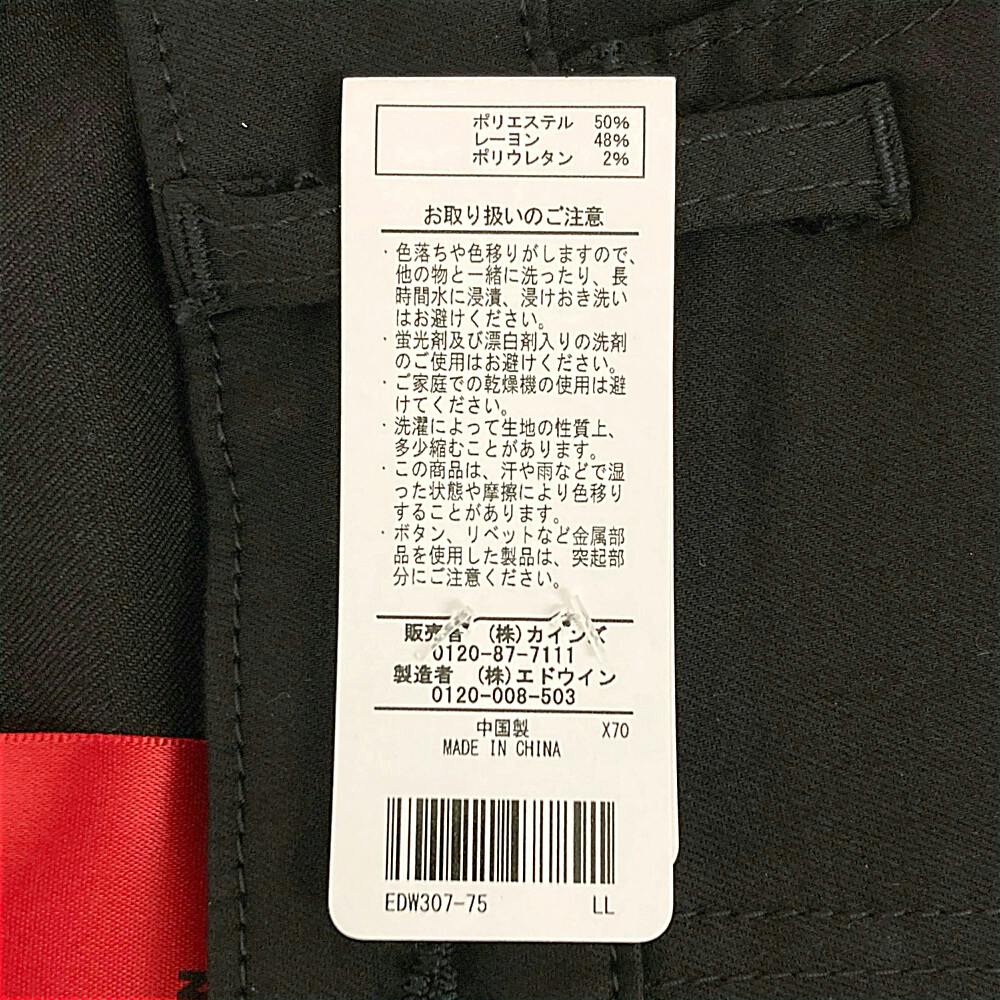 ポリエステル 50%
レーヨン 48%
ポリウレタン 2%
お取り扱いのご注意
・色落ちや色移りがしますので、
他の物と一緒に洗ったり、長
時間水に浸漬、浸けおき洗い
はお避けください。
・蛍光剤及び漂白剤入りの洗剤
のご使用はお避けください。
・ご家庭での乾燥機の使用は避
けてください。
・洗濯によって生地の性質上、
多少縮むことがあります。
・この商品は、汗や雨などで湿
った状態や摩擦により色移り
することがあります。
・ボタン、リベットなど金属部
品を使用した製品は、突起部
分にご注意ください。
販売者 (株)カインズ
0120-87-7111
製造者 (株)エドウイン
0120-008-503
中国製 X70
MADE IN CHINA
EDW307-75 LL